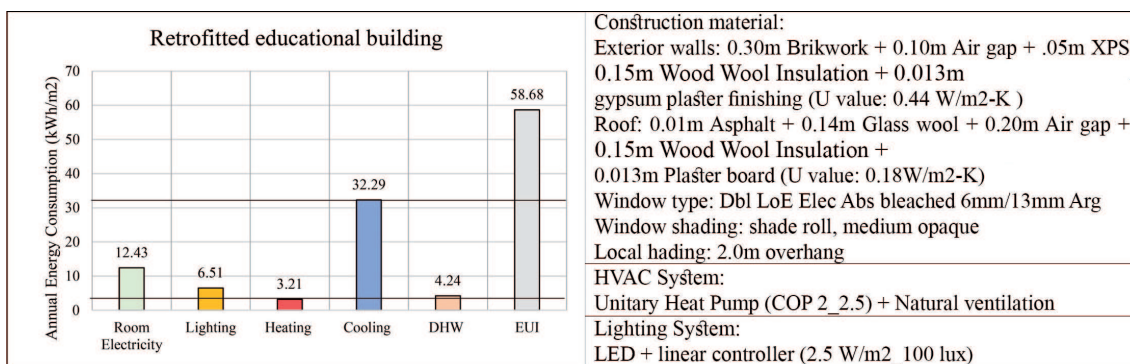 Retrofitted educational building
Annual Energy Consumption (kWh/m2)
70
60
50
40
30
20
10
0
12.43
6.51
3.21
32.29
4.24
58.68
Room
Electricity
Lighting
Heating
Cooling
DHW
EUI
Construction material:
Exterior walls: 0.30m Brikwork + 0.10m Air gap + .05m XPS
0.15m Wood Wool Insulation + 0.013m
gypsum plaster finishing (U value: 0.44 W/m2-K )
Roof: 0.01m Asphalt + 0.14m Glass wool + 0.20m Air gap +
0.15m Wood Wool Insulation +
0.013m Plaster board (U value: 0.18W/m2-K)
Window type: Dbl LoE Elec Abs bleached 6mm/13mm Arg
Window shading: shade roll, medium opaque
Local hading: 2.0m overhang
HVAC System:
Unitary Heat Pump (COP 2_2.5) + Natural ventilation
Lighting System:
LED + linear controller (2.5 W/m2 100 lux)